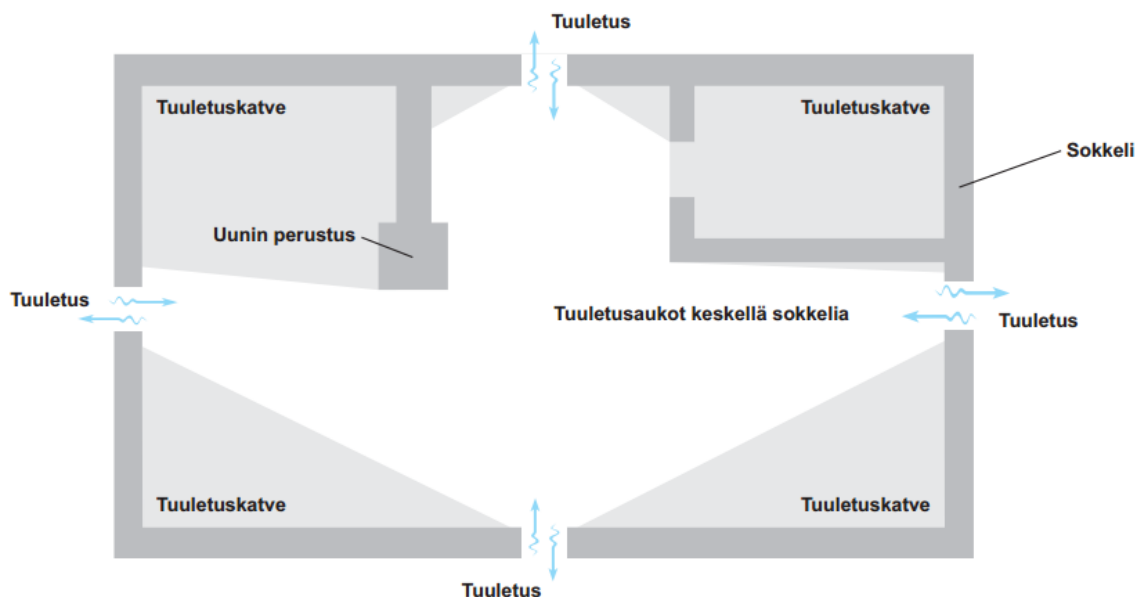 Tuuletus
Tuuletuskatve
Tuuletuskatve
Sokkeli
Uunin perustus
Tuuletus
Tuuletusaukot keskellä sokkelia
Tuuletus
Tuuletuskatve
Tuuletuskatve
Tuuletus